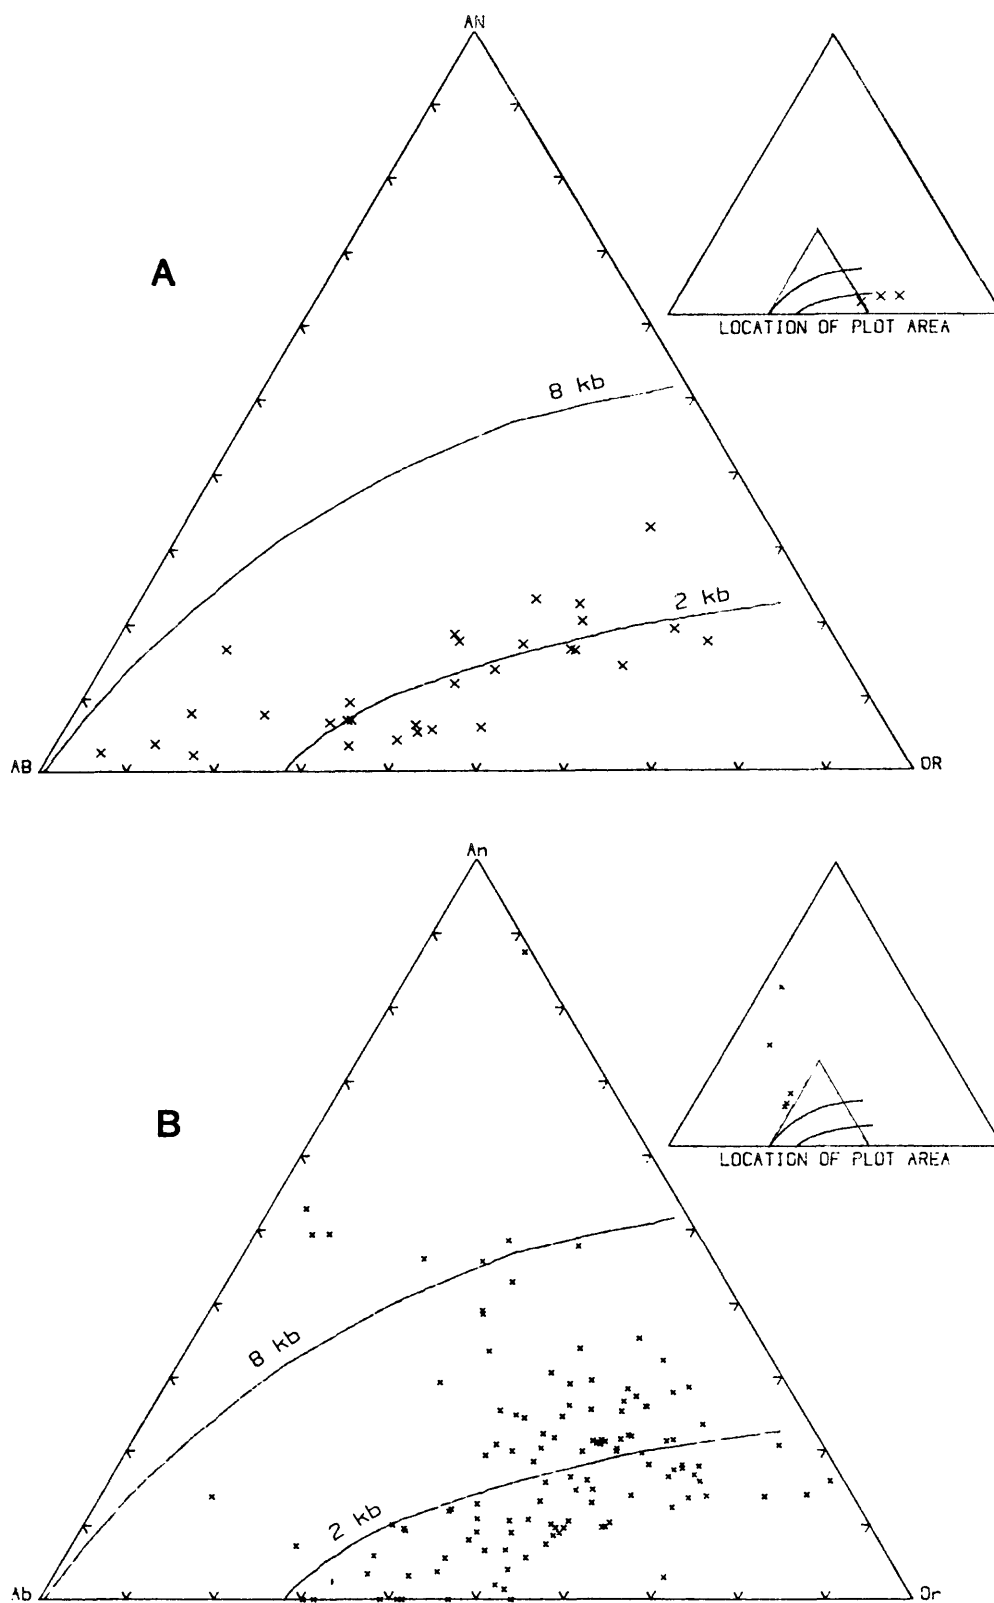 AN
A
8 kb
2 kb
AB
OR
LOCATION OF PLOT AREA
An
B
8 kb
2 kb
Ab
Or
LOCATION OF PLOT AREA